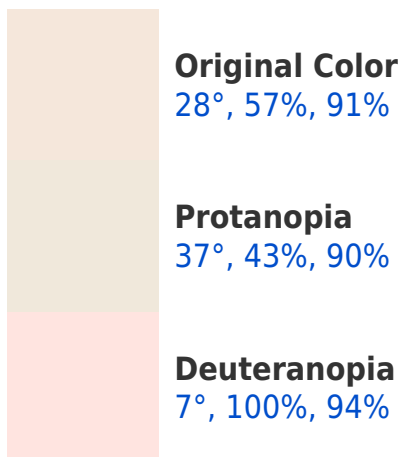 Original Color
28°, 57%, 91%
Protanopia
37°, 43%, 90%
Deuteranopia
7°, 100%, 94%